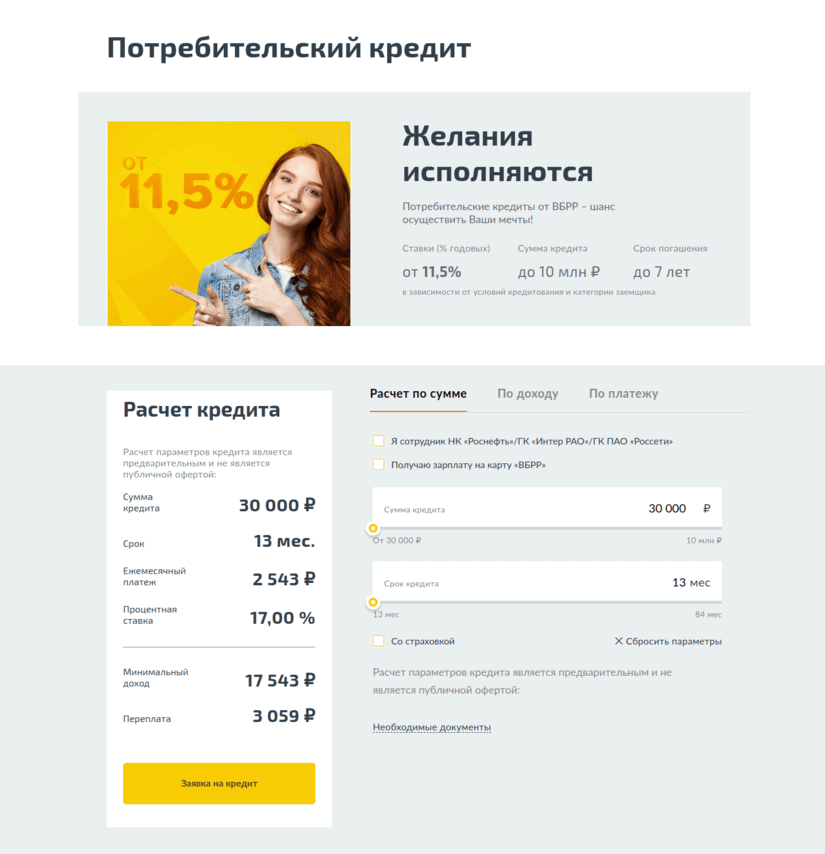 Потребительский кредит
ОТ
11,5%
Желания
исполняются
Потребительские кредиты от ВБРР – шанс
осуществить Ваши мечты!
Ставки (% годовых) Сумма кредита Срок погашения
от 11,5% до 10 млн ₽ до 7 лет
в зависимости от условий кредитования и категории заемщика
Расчет кредита
Расчет параметров кредита является
предварительным и не является
публичной офертой:
Сумма
кредита
30 000 ₽
Срок
13 мес.
Ежемесячный
платеж
2 543 ₽
Процентная
ставка
17,00 %
Минимальный
доход
17 543 ₽
Переплата
3 059 ₽
Заявка на кредит
Расчет по сумме По доходу По платежу
Я сотрудник НК «Роснефть»/ГК «Интер РАО»/ГК ПАО «Россети»
Получаю зарплату на карту «ВБРР»
Сумма кредита 30 000 ₽
От 30 000 ₽ 10 млн ₽
Срок кредита 13 мес
13 мес 84 мес
Со страховкой × Сбросить параметры
Расчет параметров кредита является предварительным и не
является публичной офертой:
Необходимые документы